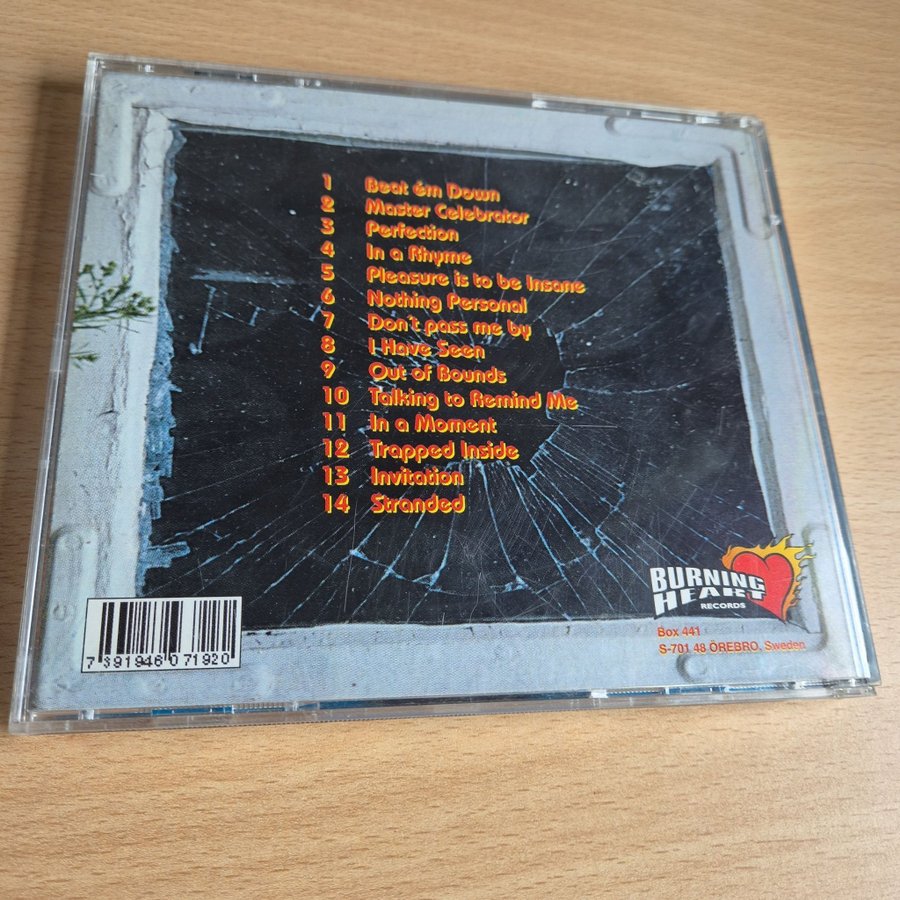 1 Beat ém Down
2 Master Celebrator
3 Perfection
4 In a Rhyme
5 Pleasure is to be Insane
6 Nothing Personal
7 Don't pass me by
8 I Have Seen
9 Out of Bounds
10 Talking to Remind Me
11 In a Moment
12 Trapped Inside
13 Invitation
14 Stranded
BURNING
HEART
RECORDS
Box 441
S-701 48 ÖREBRO, Sweden
7 391946 071920